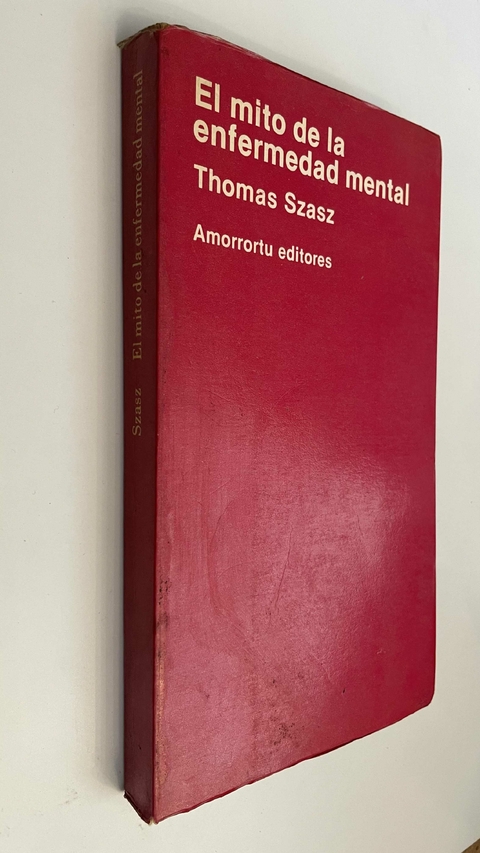 El mito de la
enfermedad mental
Thomas Szasz
Amorrortu editores
Szasz El mito de la enfermedad mental